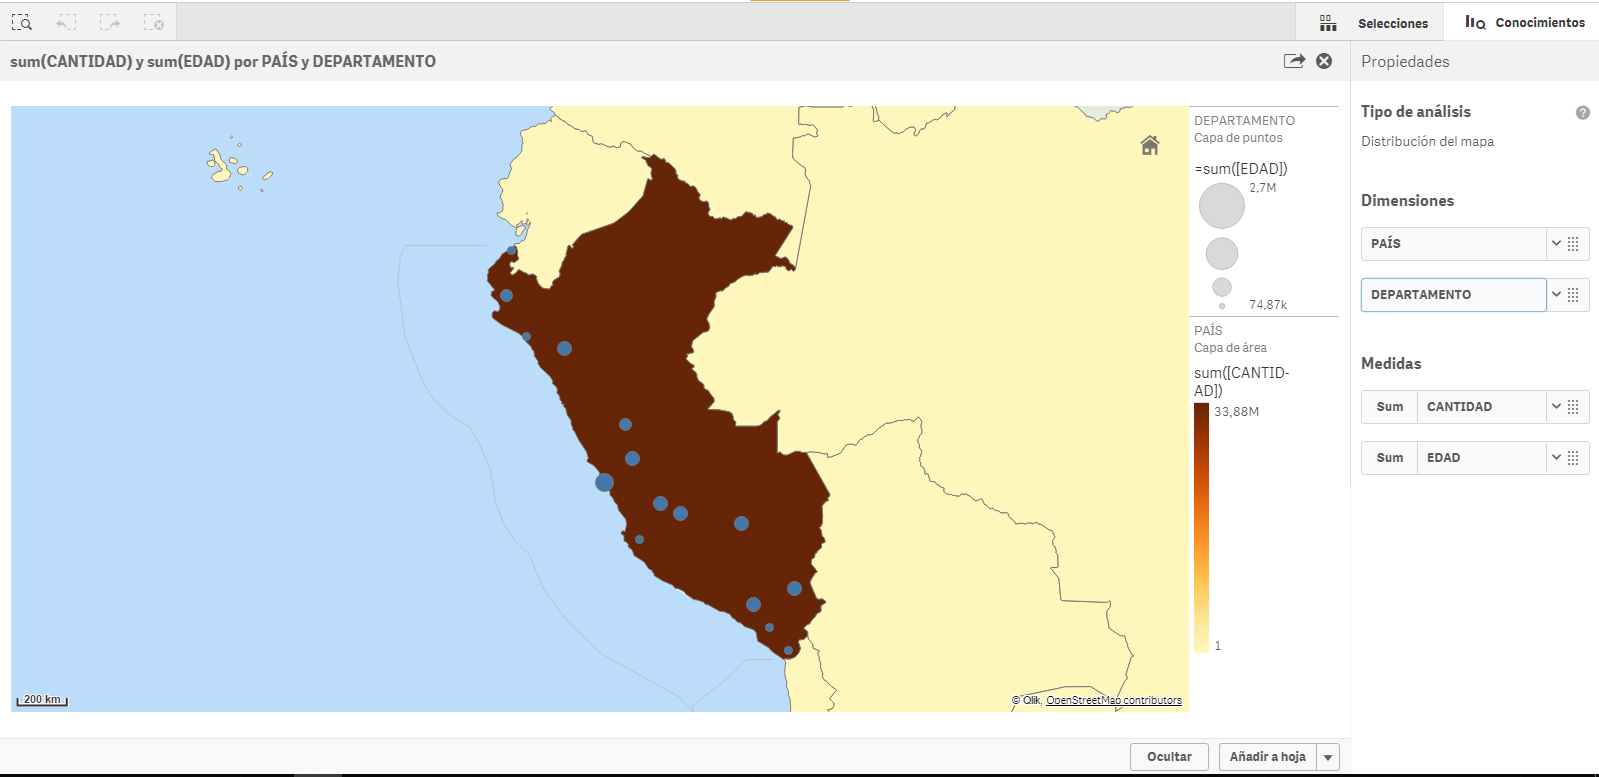 Selecciones
Conocimientos
sum(CANTIDAD) y sum(EDAD) por PAÍS y DEPARTAMENTO
Propiedades
DEPARTAMENTO
Capa de puntos
=sum([EDAD])
2,7M
74,87k
PAÍS
Capa de área
sum([CANTID-
AD])
33,88M
1
200 km
© Qlik, OpenStreetMap contributors
Tipo de análisis
?
Distribución del mapa
Dimensiones
PAÍS
DEPARTAMENTO
Medidas
Sum CANTIDAD
Sum EDAD
Ocultar
Añadir a hoja